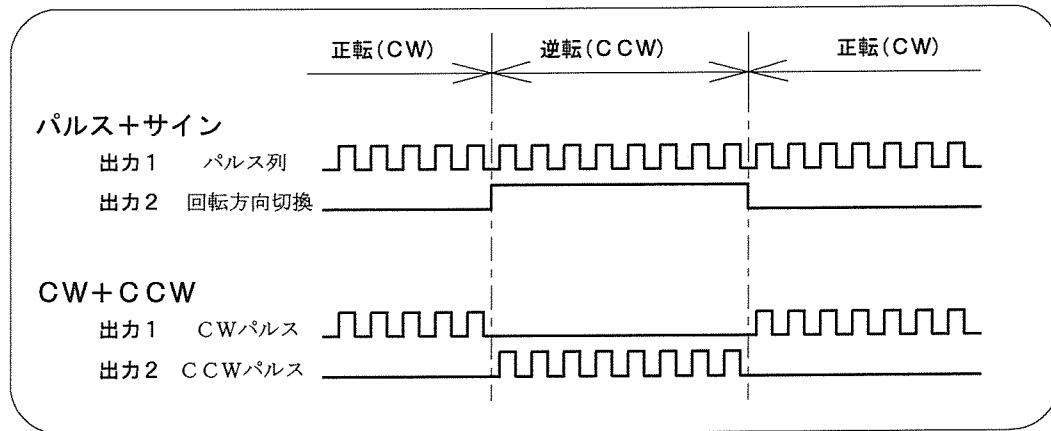 正転(CW) 逆転(CCW) 正転(CW)
パルス+サイン
出力1 パルス列
出力2 回転方向切換
CW+CCW
出力1 CWパルス
出力2 CCWパルス